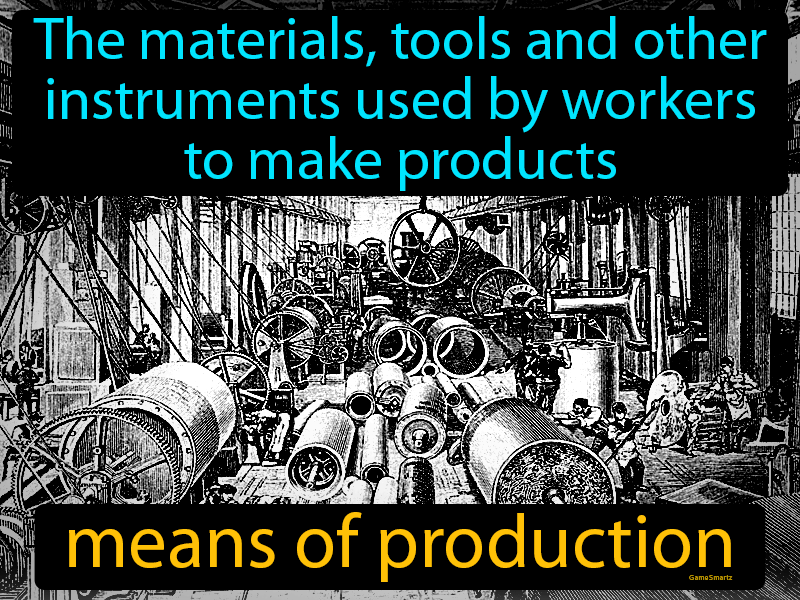 The materials, tools and other
instruments used by workers
to make products
means of production
GameSmartz